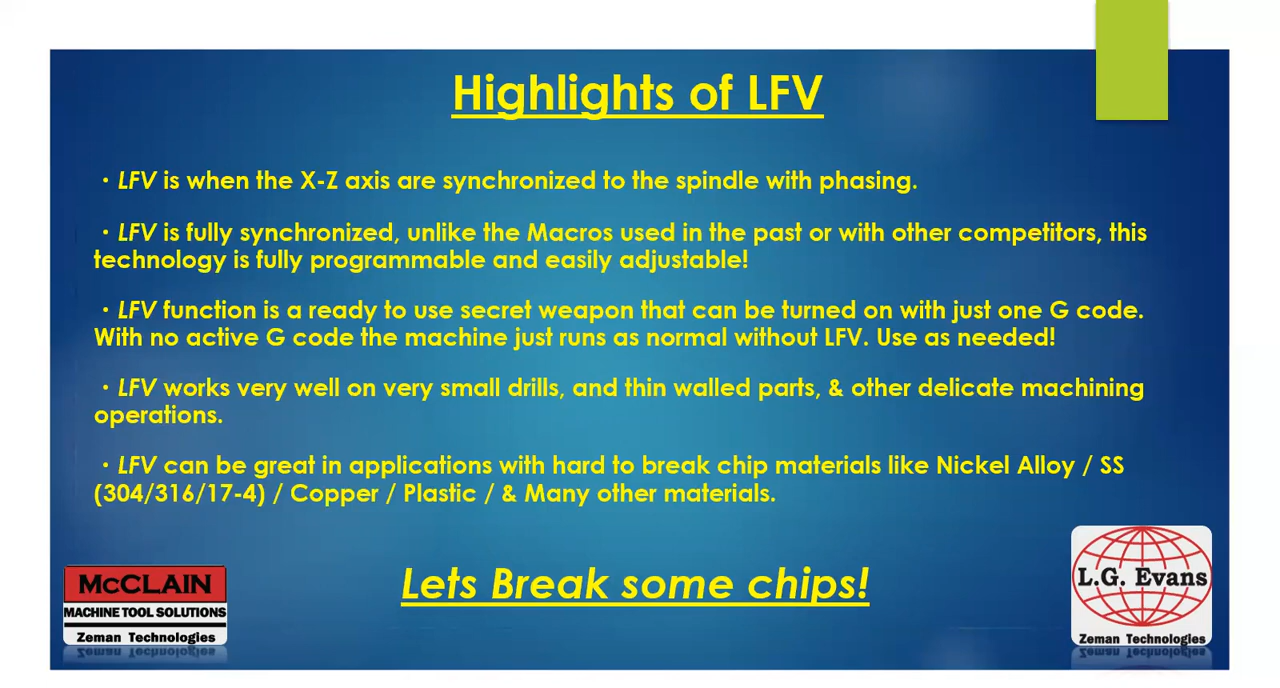 Highlights of LFV
· LFV is when the X-Z axis are synchronized to the spindle with phasing.
· LFV is fully synchronized, unlike the Macros used in the past or with other competitors, this
technology is fully programmable and easily adjustable!
· LFV function is a ready to use secret weapon that can be turned on with just one G code.
With no active G code the machine just runs as normal without LFV. Use as needed!
· LFV works very well on very small drills, and thin walled parts, & other delicate machining
operations.
· LFV can be great in applications with hard to break chip materials like Nickel Alloy / SS
(304/316/17-4) / Copper / Plastic / & Many other materials.
Lets Break some chips!
McCLAIN
MACHINE TOOL SOLUTIONS
Zeman Technologies
L.G. Evans
Zeman Technologies